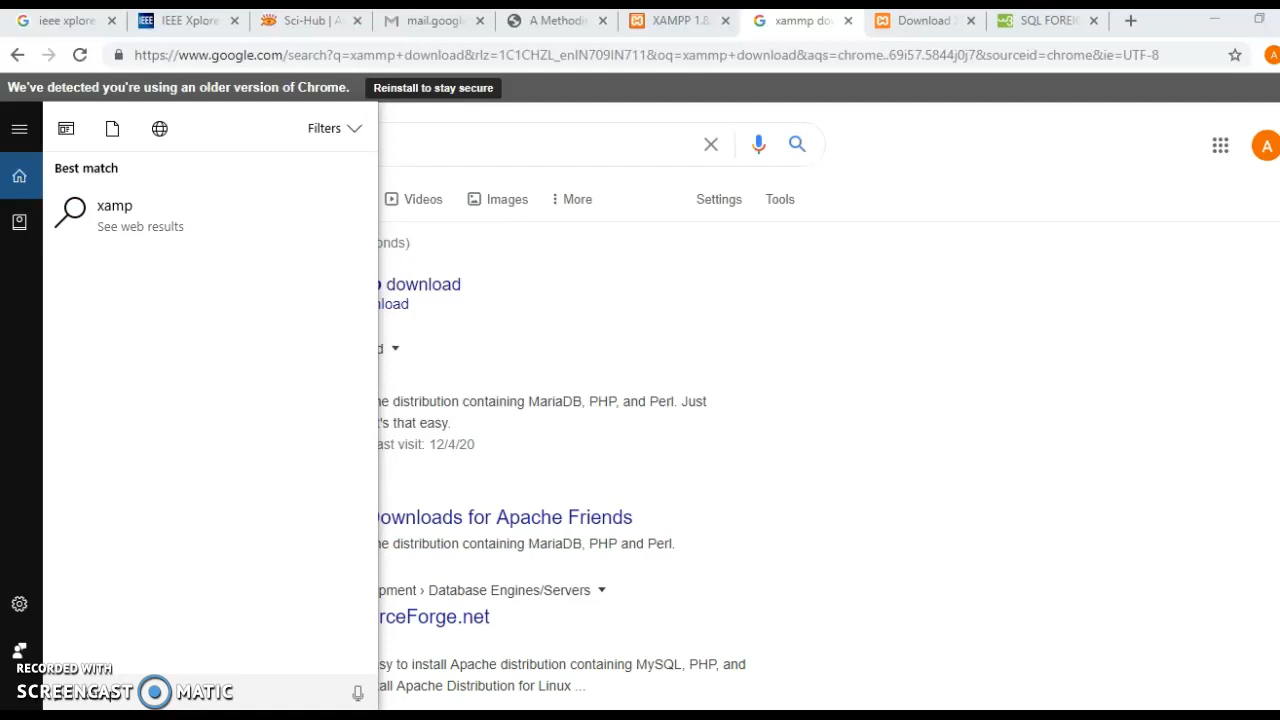 ieee xplore
IEEE Xplore
Sci-Hub | A
mail.google
A Methodi
XAMPP 1.8.
xammp do
Download
SQL FOREI
https://www.google.com/search?q=xammp+download&rlz=1C1CHZL_enIN709IN711&oq=xammp+download&aqs=chrome..69i57.5844j0j7&sourceid=chrome&ie=UTF-8
A
We've detected you're using an older version of Chrome.
Reinstall to stay secure
Filters
Best match
xamp
See web results
Videos
Images
More
Settings
Tools
A
onds)
download
nload
d
he distribution containing MariaDB, PHP, and Perl. Just
t's that easy.
ast visit: 12/4/20
Downloads for Apache Friends
he distribution containing MariaDB, PHP and Perl.
pment › Database Engines/Servers
rceForge.net
sy to install Apache distribution containing MySQL, PHP, and
all Apache Distribution for Linux ...
RECORDED WITH
SCREENCAST MATIC